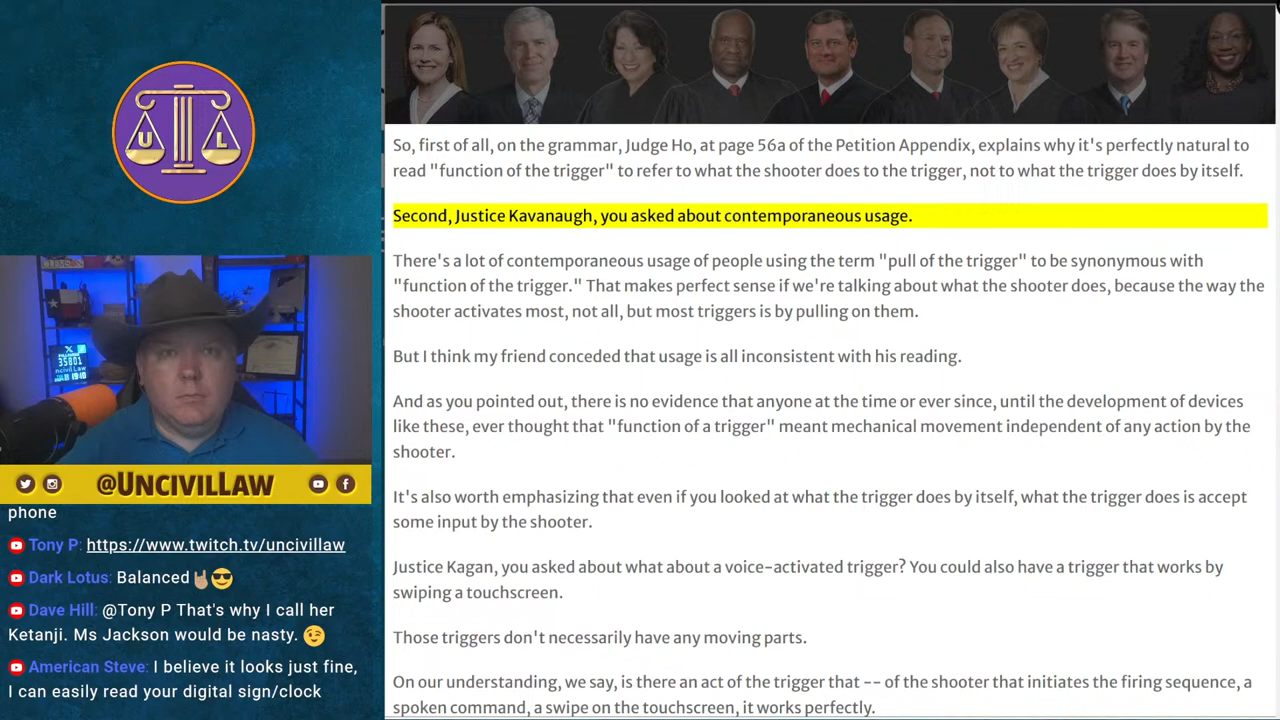 U L
So, first of all, on the grammar, Judge Ho, at page 56a of the Petition Appendix, explains why it's perfectly natural to
read "function of the trigger" to refer to what the shooter does to the trigger, not to what the trigger does by itself.
Second, Justice Kavanaugh, you asked about contemporaneous usage.
There's a lot of contemporaneous usage of people using the term "pull of the trigger" to be synonymous with
"function of the trigger." That makes perfect sense if we're talking about what the shooter does, because the way the
shooter activates most, not all, but most triggers is by pulling on them.
But I think my friend conceded that usage is all inconsistent with his reading.
And as you pointed out, there is no evidence that anyone at the time or ever since, until the development of devices
like these, ever thought that "function of a trigger" meant mechanical movement independent of any action by the
shooter.
It's also worth emphasizing that even if you looked at what the trigger does by itself, what the trigger does is accept
some input by the shooter.
Justice Kagan, you asked about what about a voice-activated trigger? You could also have a trigger that works by
swiping a touchscreen.
Those triggers don't necessarily have any moving parts.
On our understanding, we say, is there an act of the trigger that -- of the shooter that initiates the firing sequence, a
spoken command, a swipe on the touchscreen, it works perfectly.
35801
@UNCIVILLAW
phone
Tony P: https://www.twitch.tv/uncivillaw
Dark Lotus: Balanced🤘🏼😎
Dave Hill: @Tony P That's why I call her
Ketanji. Ms Jackson would be nasty. 😉
American Steve: I believe it looks just fine,
I can easily read your digital sign/clock